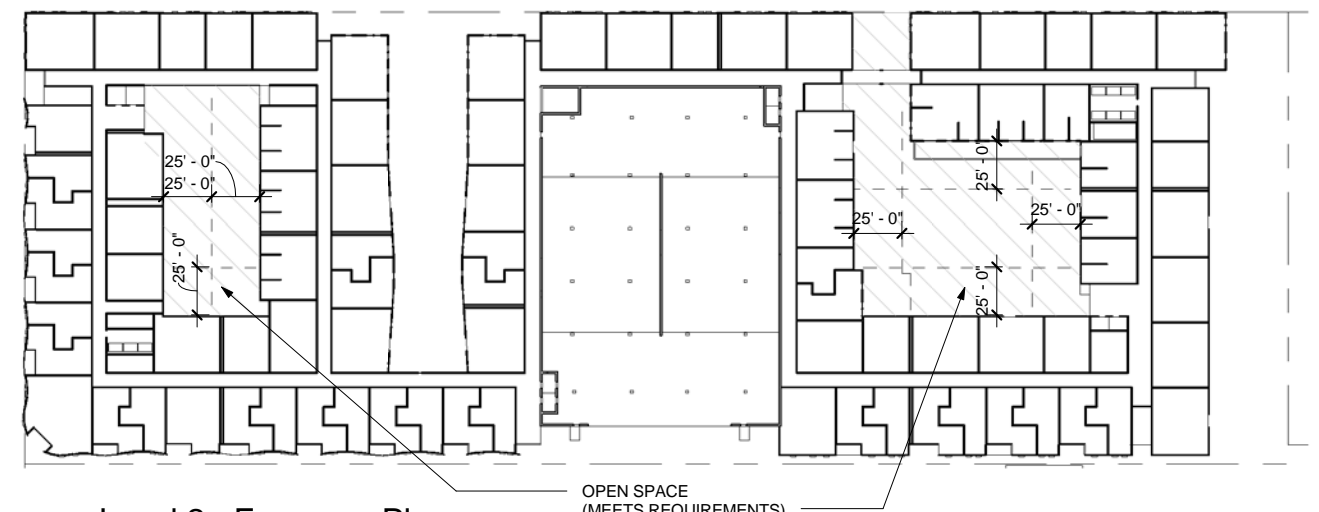 25' - 0"
25' - 0"
25' - 0"
25' - 0"
25' - 0"
25' - 0"
25' - 0"
OPEN SPACE
(MEETS REQUIREMENTS)